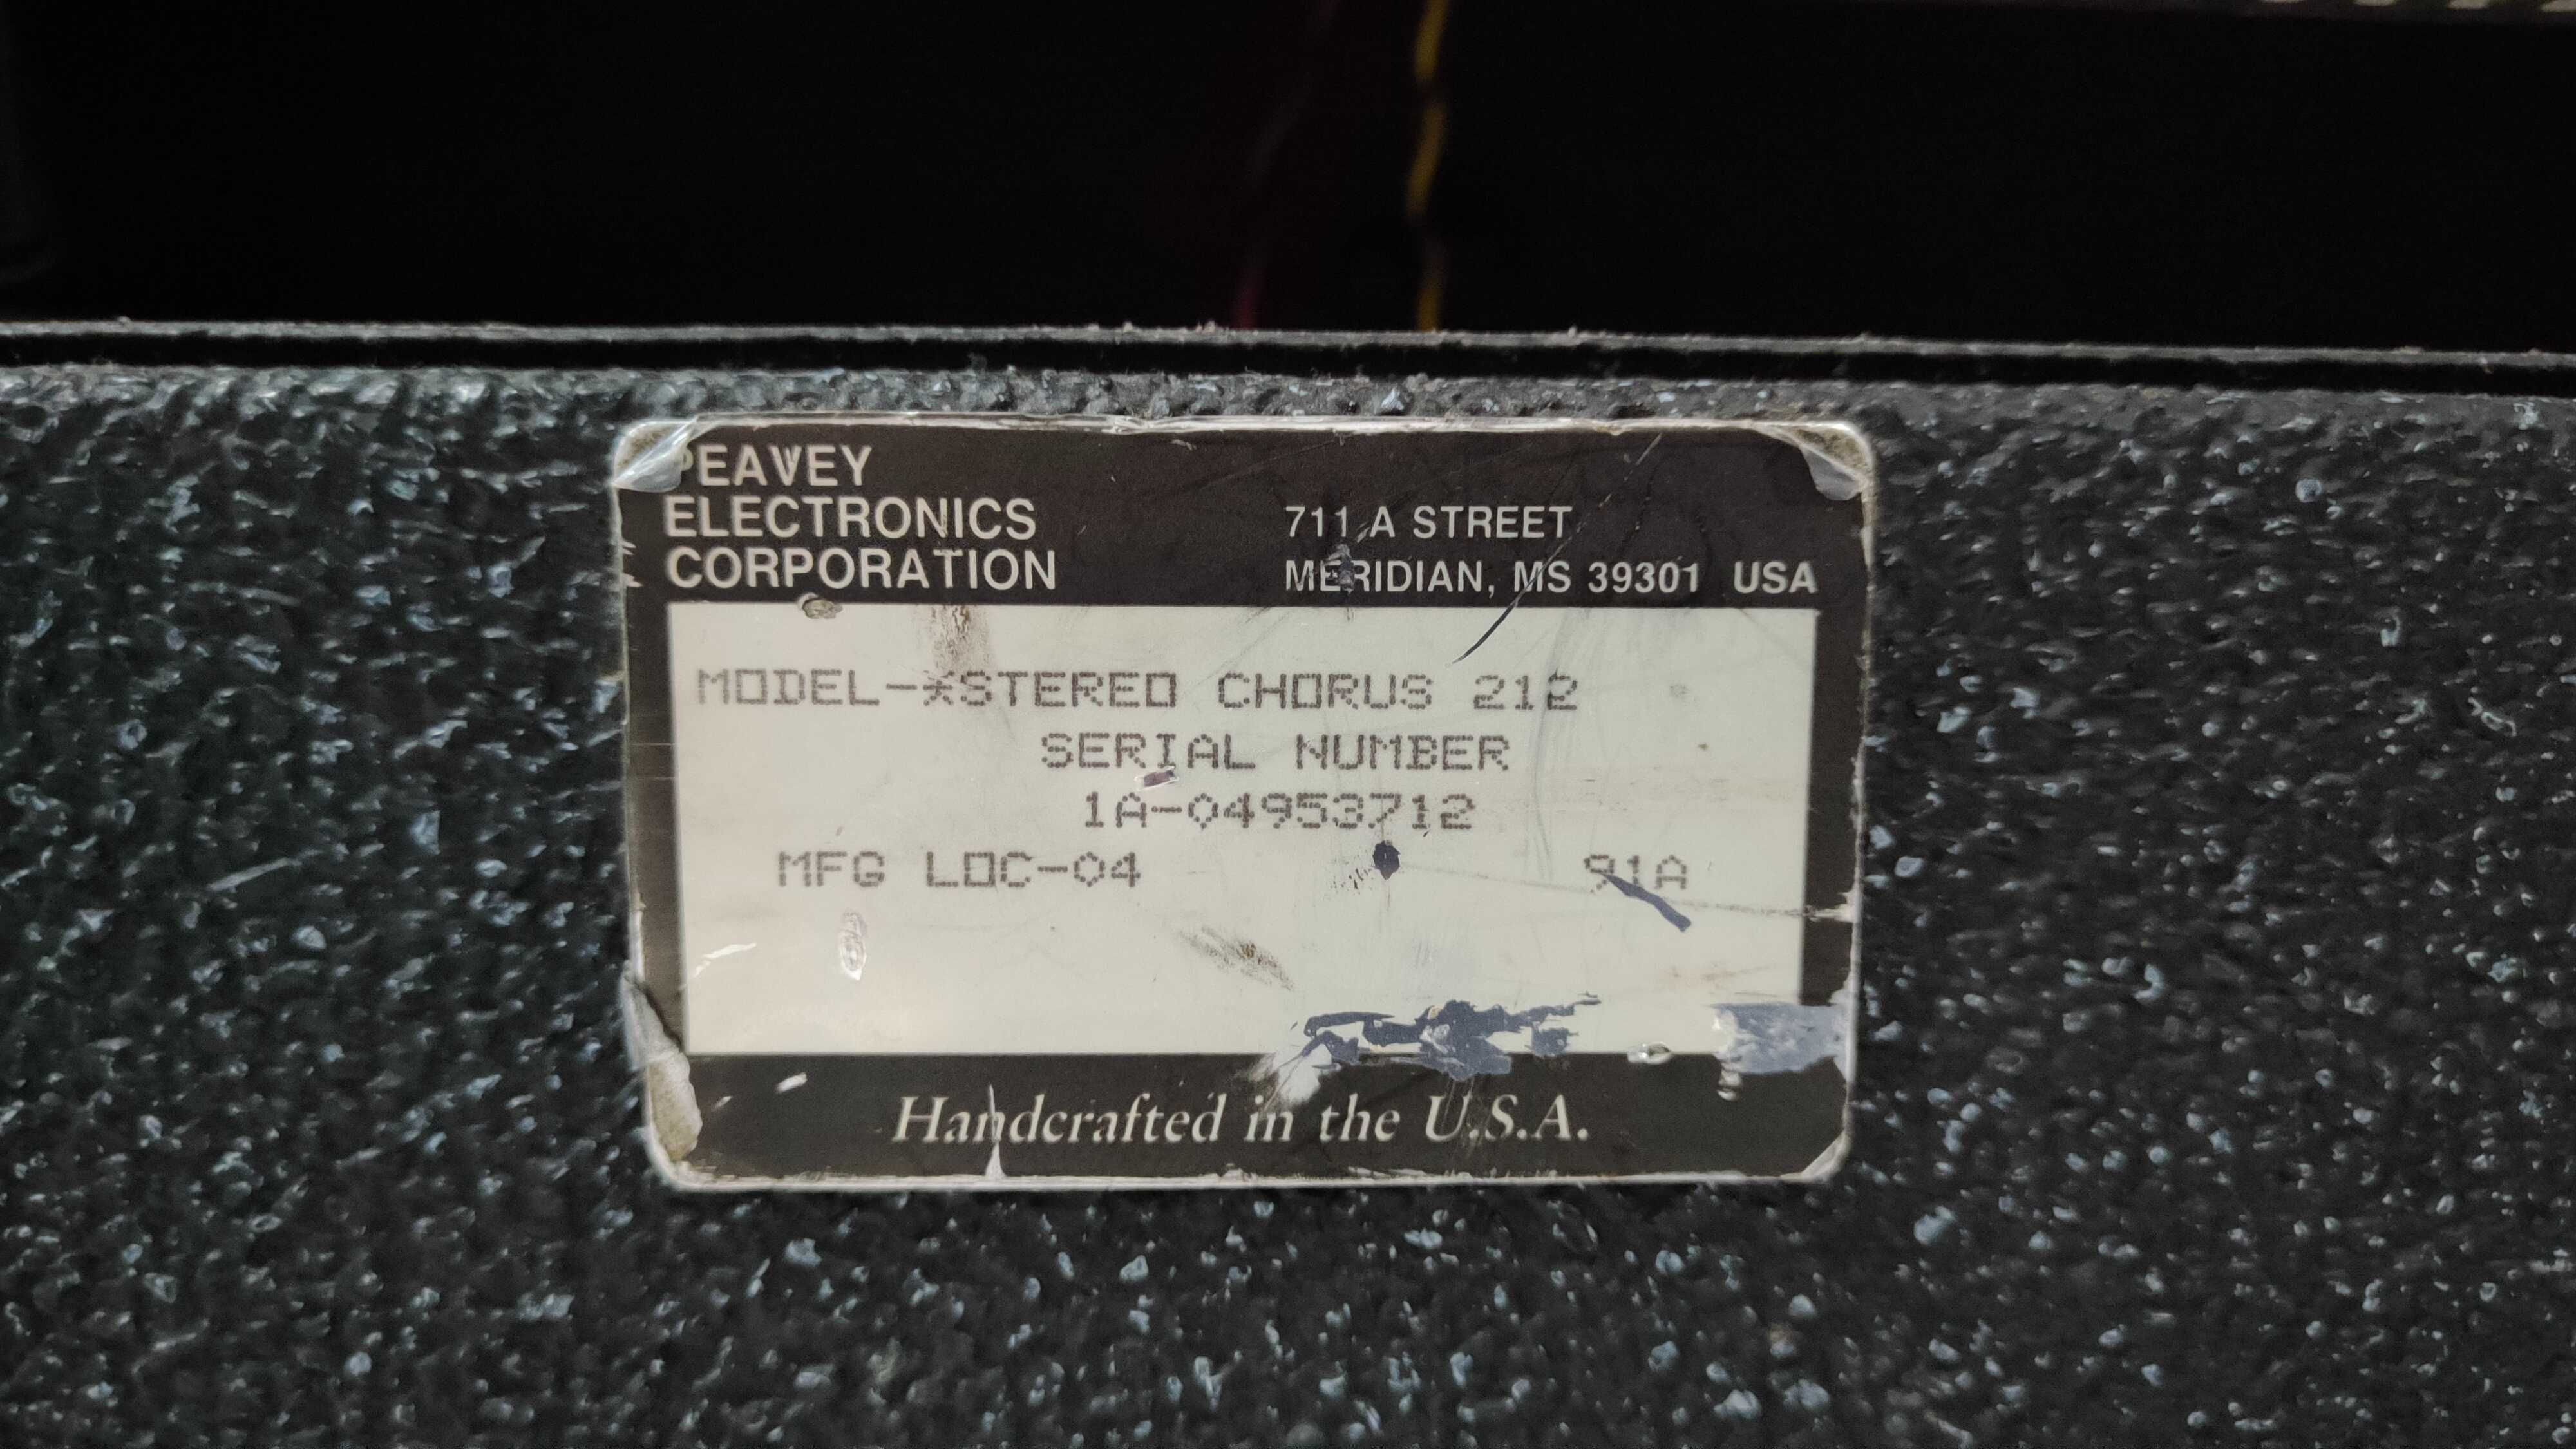 PEAVEY
ELECTRONICS
CORPORATION
711 A STREET
MERIDIAN, MS 39301 USA
MODEL-*STEREO CHORUS 212
SERIAL NUMBER
1A-04953712
MFG LOC-04 91A
Handcrafted in the U.S.A.